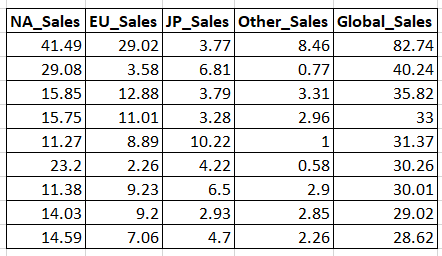 NA_Sales EU_Sales JP_Sales Other_Sales Global_Sales
41.49 29.02 3.77 8.46 82.74
29.08 3.58 6.81 0.77 40.24
15.85 12.88 3.79 3.31 35.82
15.75 11.01 3.28 2.96 33
11.27 8.89 10.22 1 31.37
23.2 2.26 4.22 0.58 30.26
11.38 9.23 6.5 2.9 30.01
14.03 9.2 2.93 2.85 29.02
14.59 7.06 4.7 2.26 28.62